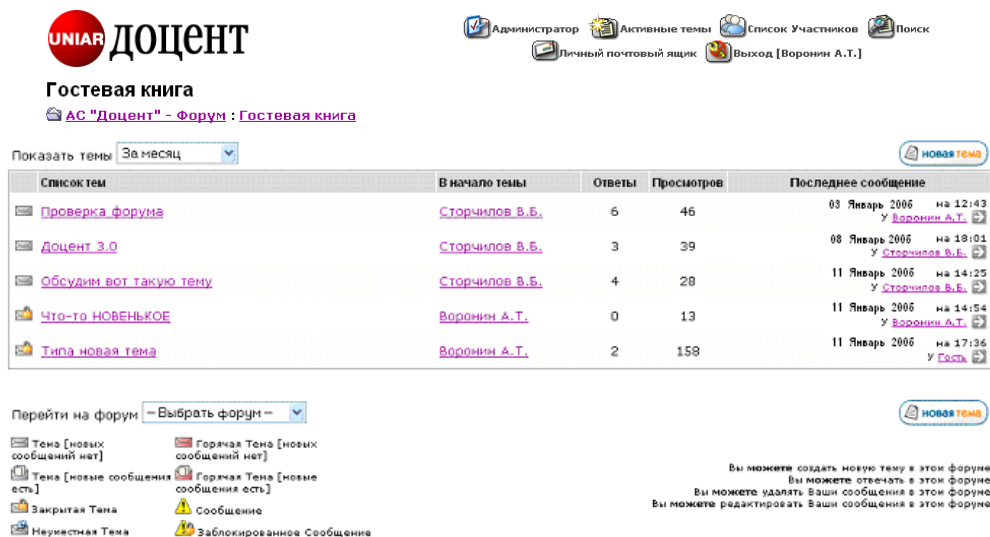 UNIAR ДОЦЕНТ
Администратор Активные темы Список Участников Поиск
Личный почтовый ящик Выход [Воронин А.Т.]
Гостевая книга
АС "Доцент" - Форум : Гостевая книга
Показать темы За месяц новая тема
Список тем В начало темы Ответы Просмотров Последнее сообщение
03 Январь 2006 на 12:43
Проверка форума Сторчилов В.Б. 6 46
У Воронин А.Т.
08 Январь 2006 на 18:01
Доцент 3.0 Сторчилов В.Б. 3 39
У Сторчилов В.Б.
11 Январь 2006 на 14:25
Обсудим вот такую тему Сторчилов В.Б. 4 28
У Сторчилов В.Б.
11 Январь 2006 на 14:54
Что-то НОВЕНЬКОЕ Воронин А.Т. 0 13
У Воронин А.Т.
11 Январь 2006 на 17:36
Типа новая тема Воронин А.Т. 2 158
У Гость
Перейти на форум --Выбрать форум-- новая тема
Тема [новых Горячая Тема [новых
сообщений нет] сообщений нет]
Тема [новые сообщения Горячая Тема [новые
есть] сообщения есть]
Закрытая Тема Сообщение
Неуместная Тема Заблокированное Сообщение
Вы можете создать новую тему в этом форуме
Вы можете отвечать в этом форуме
Вы можете удалять Ваши сообщения в этом форуме
Вы можете редактировать Ваши сообщения в этом форуме